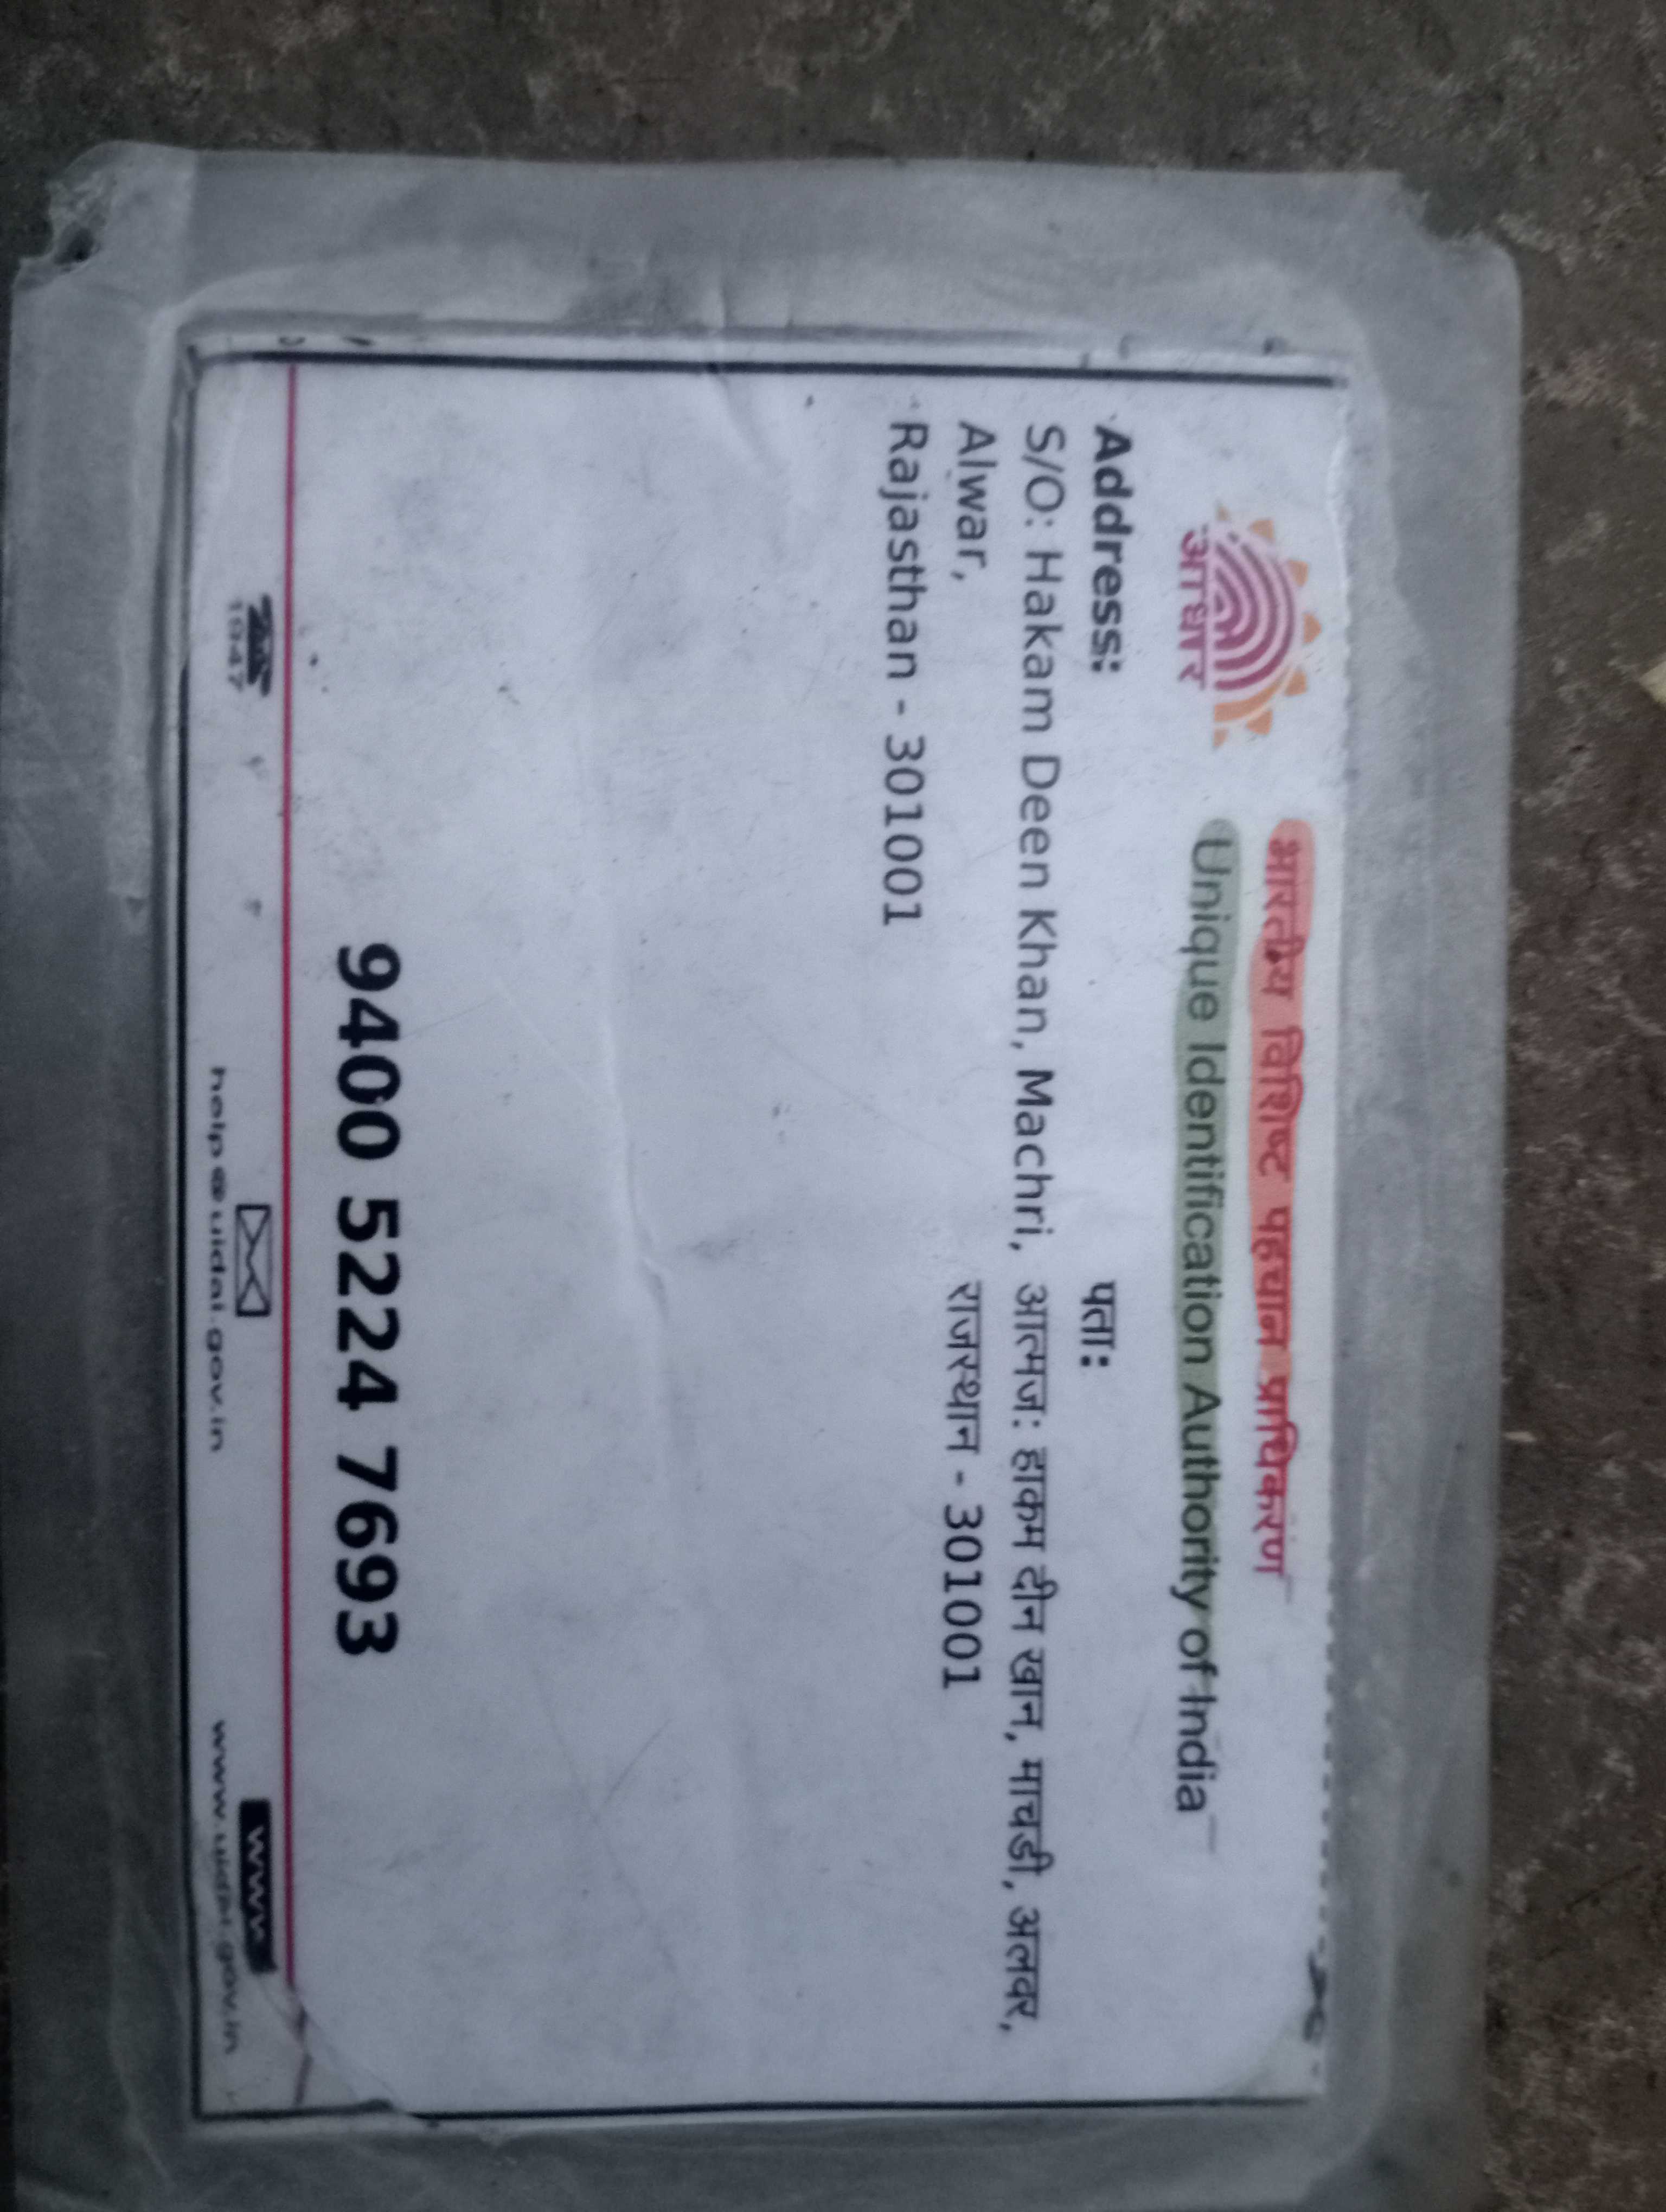 भारतीय विशिष्ट पहचान प्राधिकरण
Unique Identification Authority of India
आधार
Address:
S/O: Hakam Deen Khan, Machri,
Alwar,
Rajasthan - 301001
पता:
आत्मज: हाकम दीन खान, माचडी, अलवर,
राजस्थान - 301001
9400 5224 7693
1947
help@uidai.gov.in
www
www.uidai.gov.in